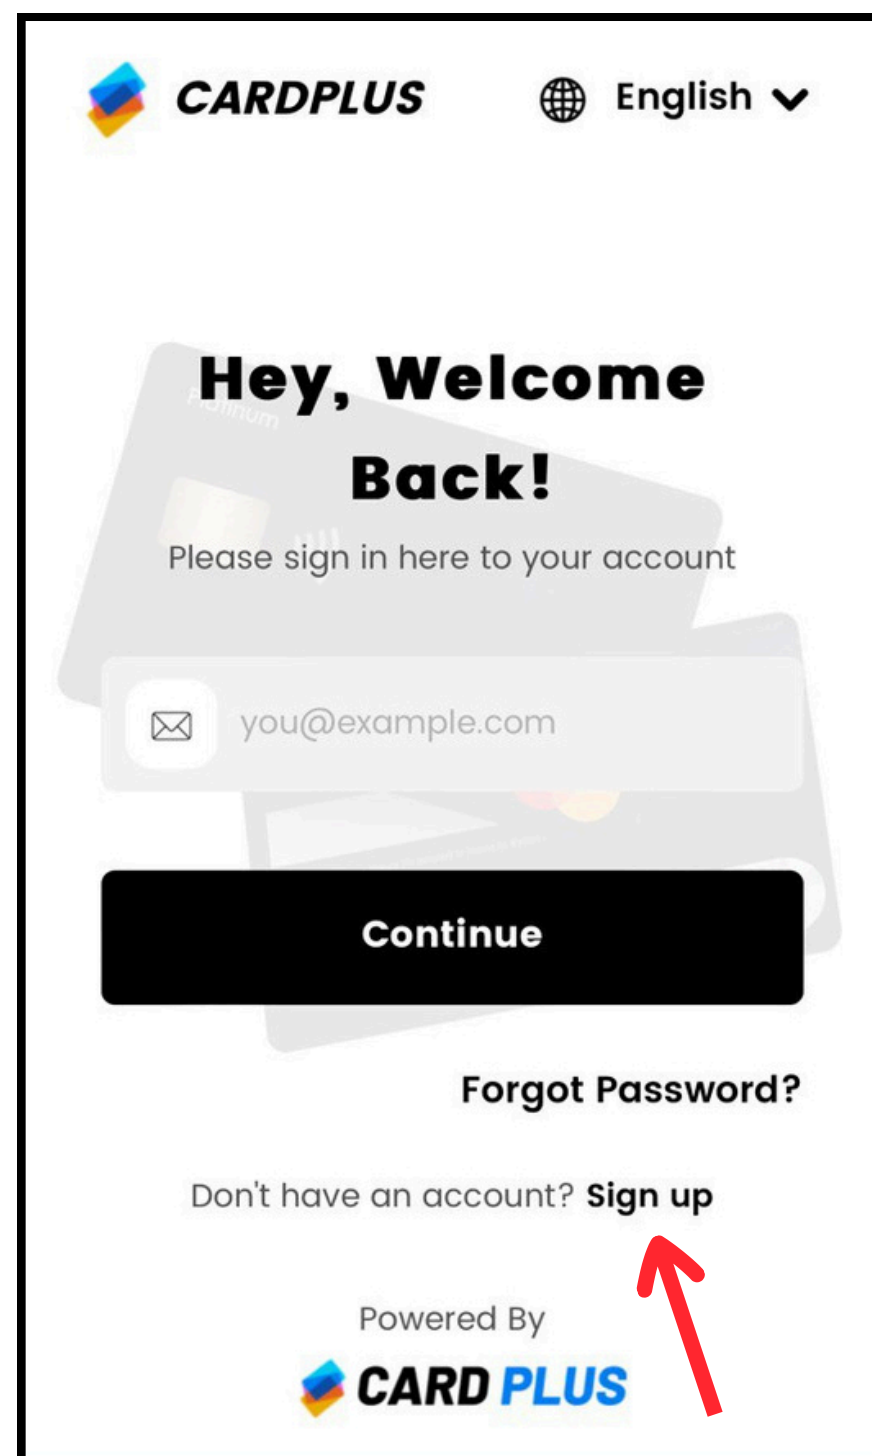 CARDPLUS
English
Platinum
Hey, Welcome
Back!
Please sign in here to your account
you@example.com
Continue
Forgot Password?
Don't have an account? Sign up
Powered By
CARD PLUS